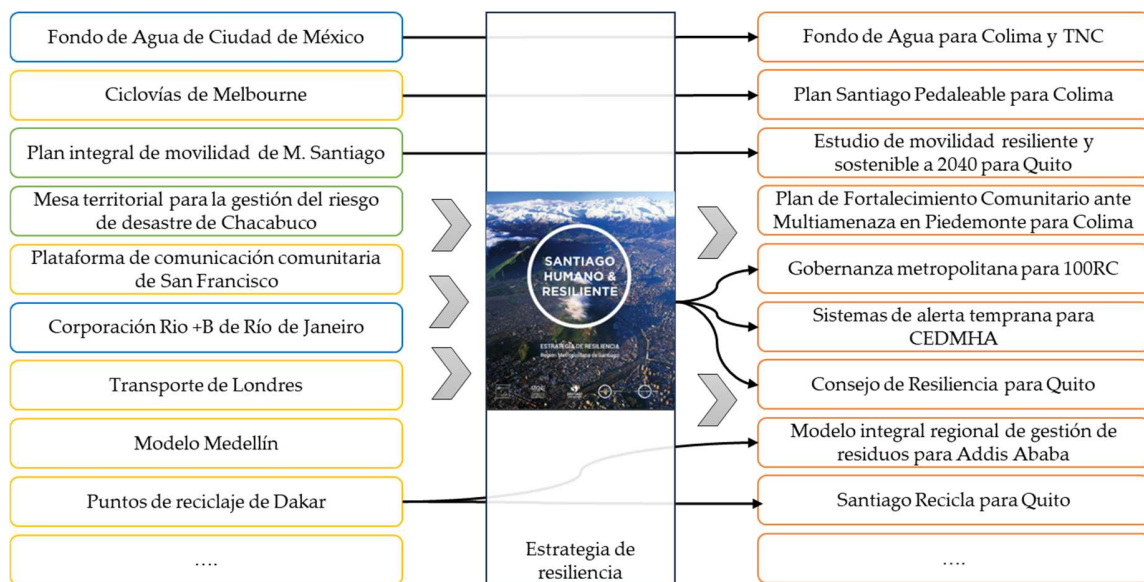 Fondo de Agua de Ciudad de México
Ciclovías de Melbourne
Plan integral de movilidad de M. Santiago
Mesa territorial para la gestión del riesgo
de desastre de Chacabuco
Plataforma de comunicación comunitaria
de San Francisco
Corporación Rio +B de Río de Janeiro
Transporte de Londres
Modelo Medellín
Puntos de reciclaje de Dakar
....
SANTIAGO
HUMANO &
RESILIENTE
ESTRATEGIA DE RESILIENCIA
Región Metropolitana de Santiago
Estrategia de
resiliencia
Fondo de Agua para Colima y TNC
Plan Santiago Pedaleable para Colima
Estudio de movilidad resiliente y
sostenible a 2040 para Quito
Plan de Fortalecimiento Comunitario ante
Multiamenaza en Piedemonte para Colima
Gobernanza metropolitana para 100RC
Sistemas de alerta temprana para
CEDMHA
Consejo de Resiliencia para Quito
Modelo integral regional de gestión de
residuos para Addis Ababa
Santiago Recicla para Quito
....